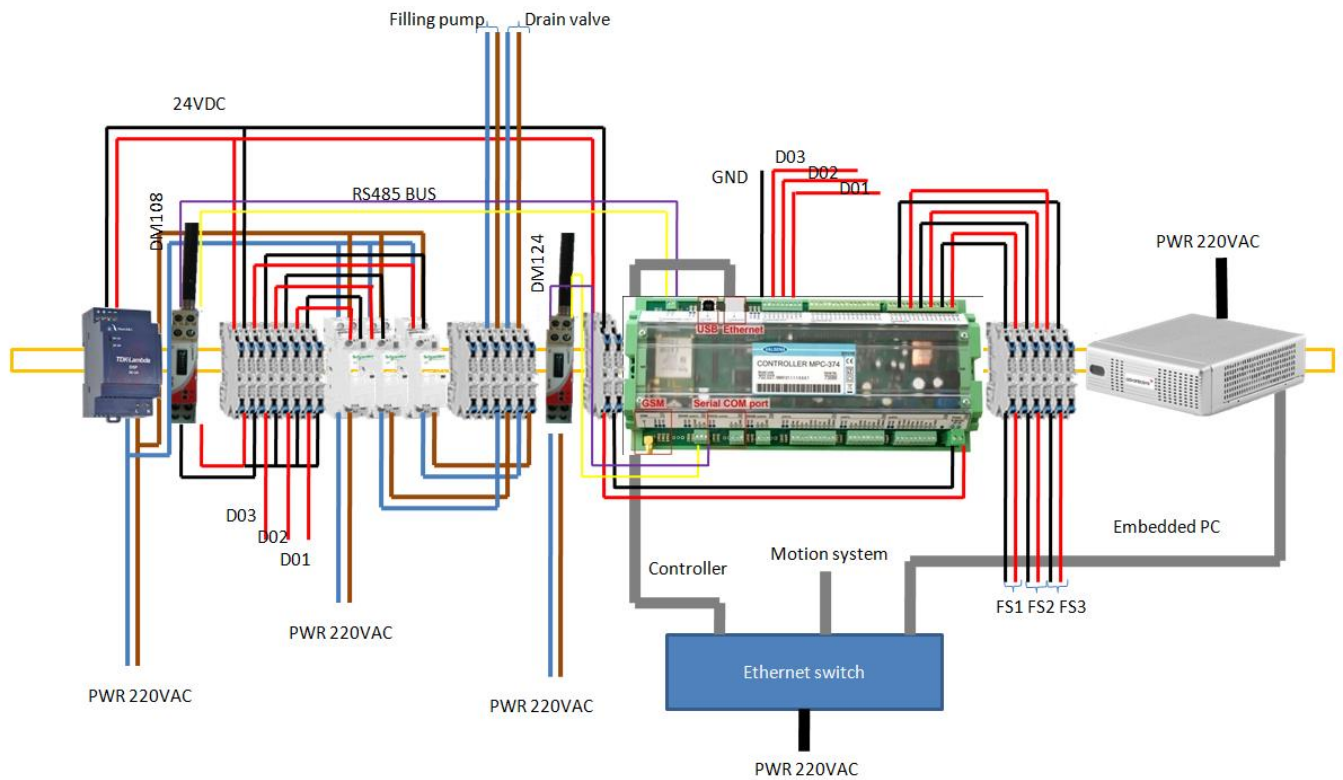 Filling pump
Drain valve
24VDC
D03
D02
D01
GND
RS485 BUS
DM108
DM124
PWR 220VAC
TDK·Lambda
USB
Ethernet
CONTROLLER MPC-374
GSM
Serial COM port
D03
D02
D01
PWR 220VAC
PWR 220VAC
PWR 220VAC
Controller
Motion system
Embedded PC
FS1
FS2
FS3
Ethernet switch
PWR 220VAC